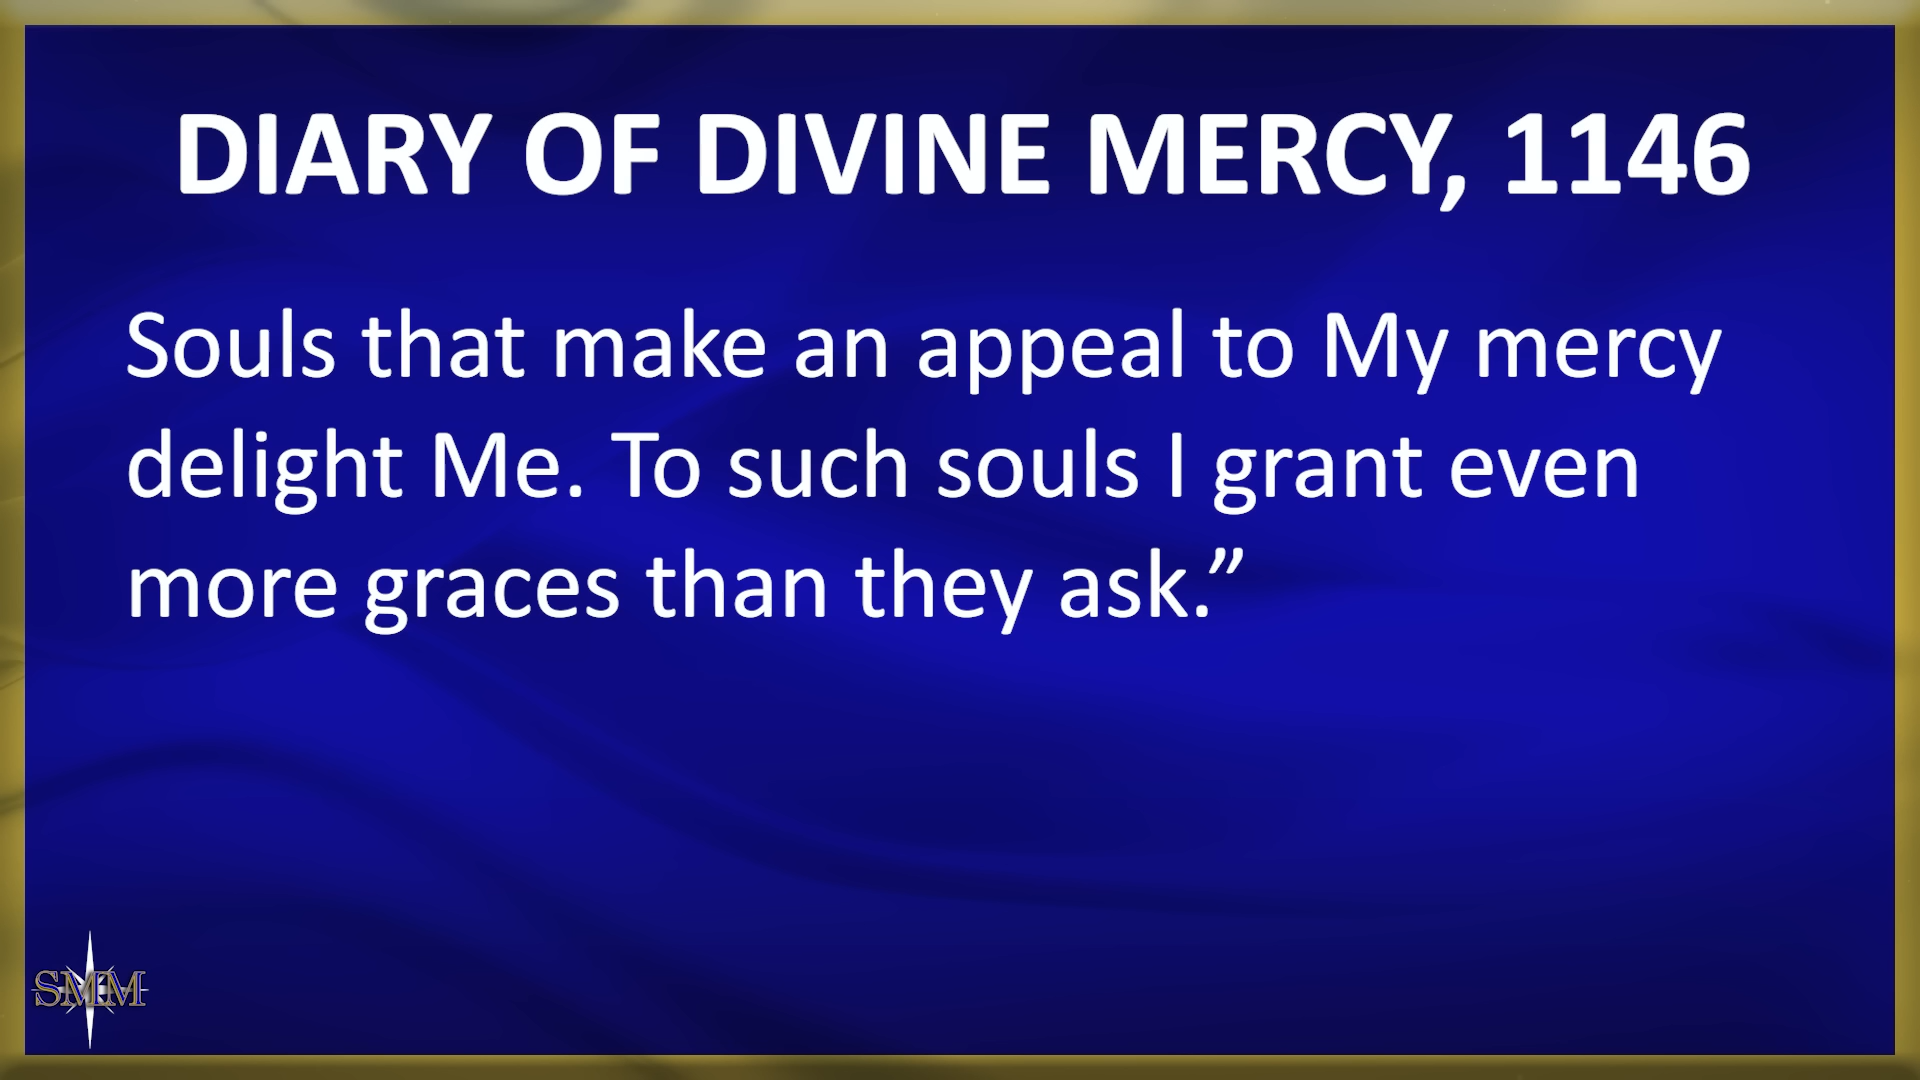 DIARY OF DIVINE MERCY, 1146
Souls that make an appeal to My mercy
delight Me. To such souls I grant even
more graces than they ask.”
SMM